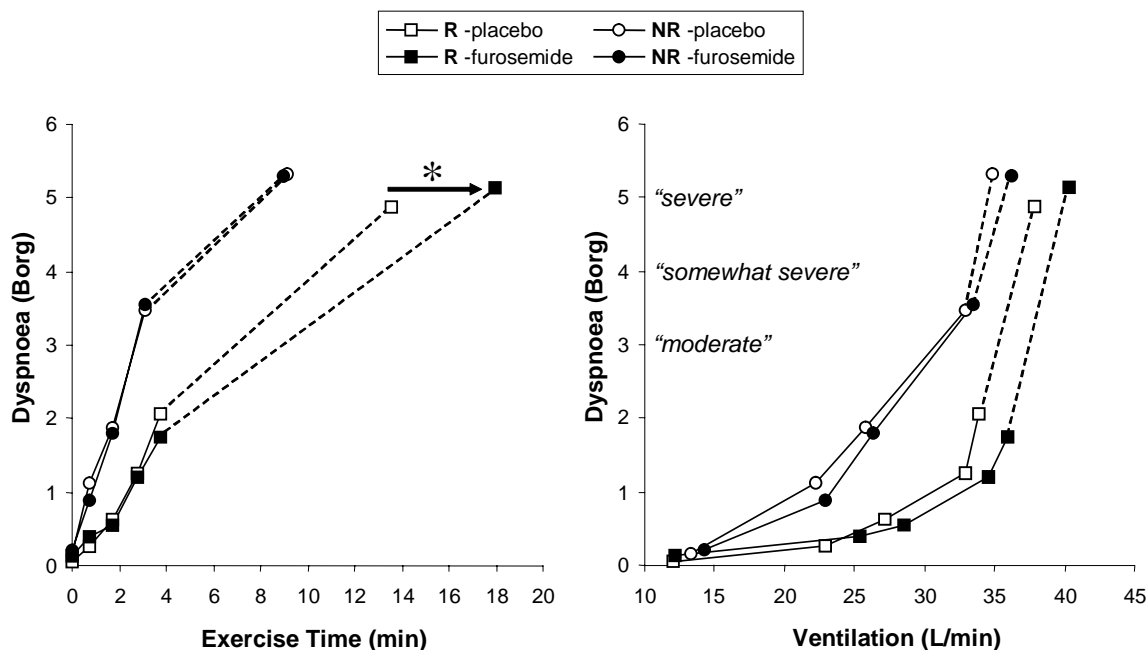 R -placebo NR -placebo
R -furosemide NR -furosemide
6
5
4
3
2
1
0
Dyspnoea (Borg)
*
0 2 4 6 8 10 12 14 16 18 20
Exercise Time (min)
6
5
4
3
2
1
0
Dyspnoea (Borg)
“severe”
“somewhat severe”
“moderate”
10 15 20 25 30 35 40 45
Ventilation (L/min)